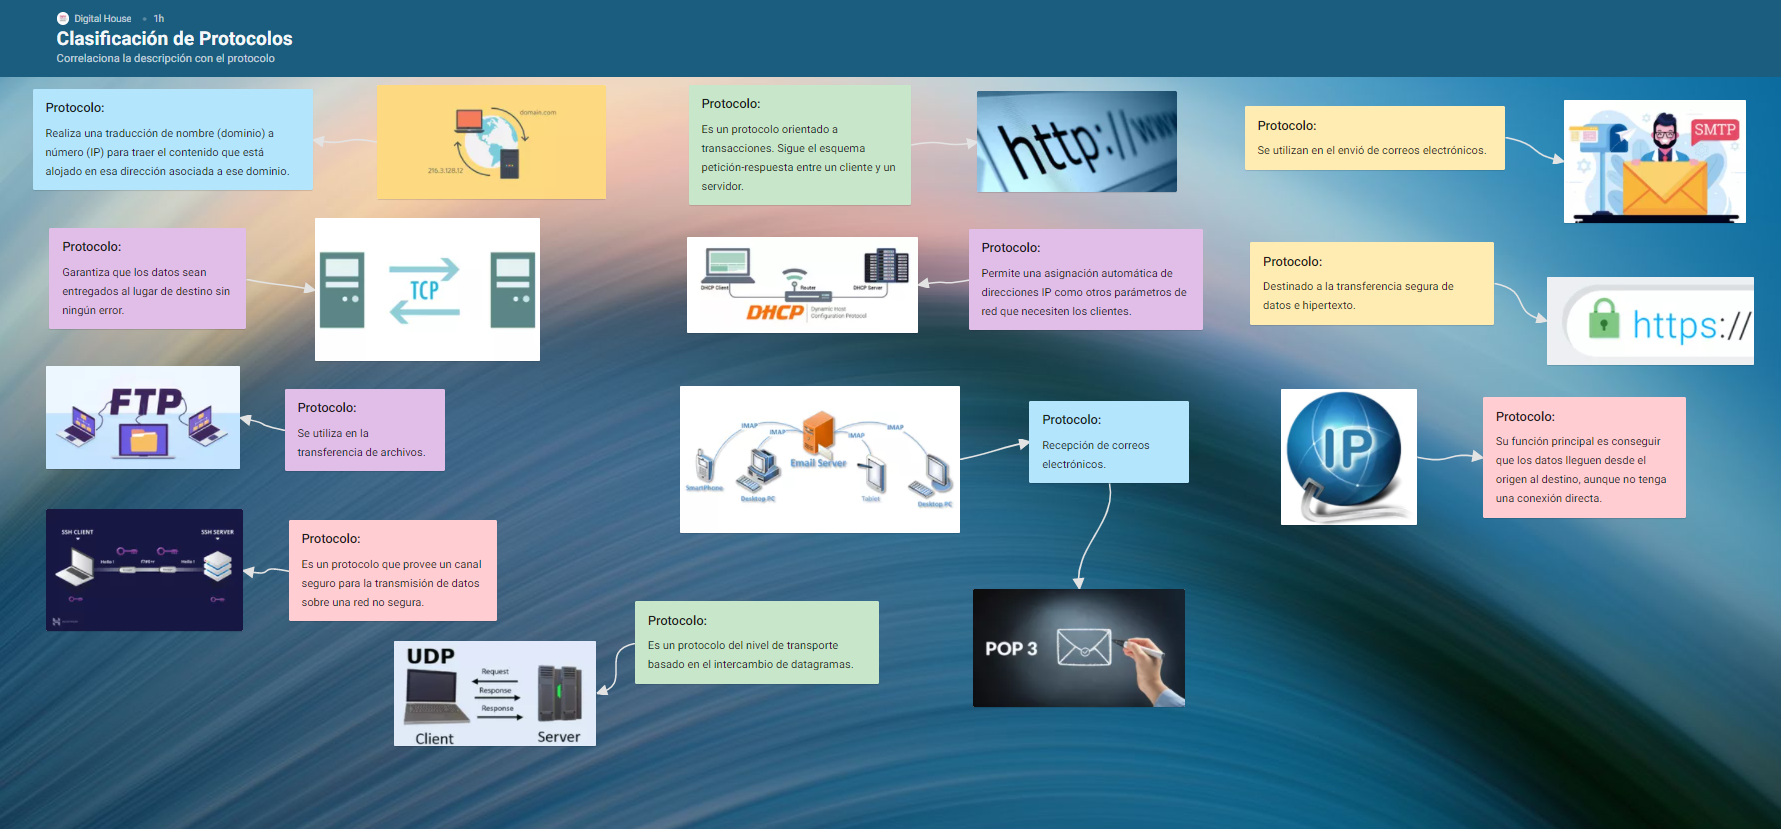 Digital House • 1h
Clasificación de Protocolos
Correlaciona la descripción con el protocolo
Protocolo:
Realiza una traducción de nombre (dominio) a
número (IP) para traer el contenido que está
alojado en esa dirección asociada a ese dominio.
domain.com
216.3.128.12
Protocolo:
Es un protocolo orientado a
transacciones. Sigue el esquema
petición-respuesta entre un cliente y un
servidor.
http://www
Protocolo:
Se utilizan en el envió de correos electrónicos.
SMTP
Protocolo:
Garantiza que los datos sean
entregados al lugar de destino sin
ningún error.
TCP
DHCP Client
Router
DHCP Server
DHCP
Dynamic Host
Configuration Protocol
Protocolo:
Permite una asignación automática de
direcciones IP como otros parámetros de
red que necesiten los clientes.
Protocolo:
Destinado a la transferencia segura de
datos e hipertexto.
https://
FTP
Protocolo:
Se utiliza en la
transferencia de archivos.
IMAP
IMAP
IMAP
IMAP
Email Server
SmartPhone
Desktop PC
Tablet
Desktop PC
Protocolo:
Recepción de correos
electrónicos.
IP
Protocolo:
Su función principal es conseguir
que los datos lleguen desde el
origen al destino, aunque no tenga
una conexión directa.
SSH CLIENT
SSH SERVER
Hello !
Hello !
Protocolo:
Es un protocolo que provee un canal
seguro para la transmisión de datos
sobre una red no segura.
UDP
Request
Response
Response
Client
Server
Protocolo:
Es un protocolo del nivel de transporte
basado en el intercambio de datagramas.
POP 3